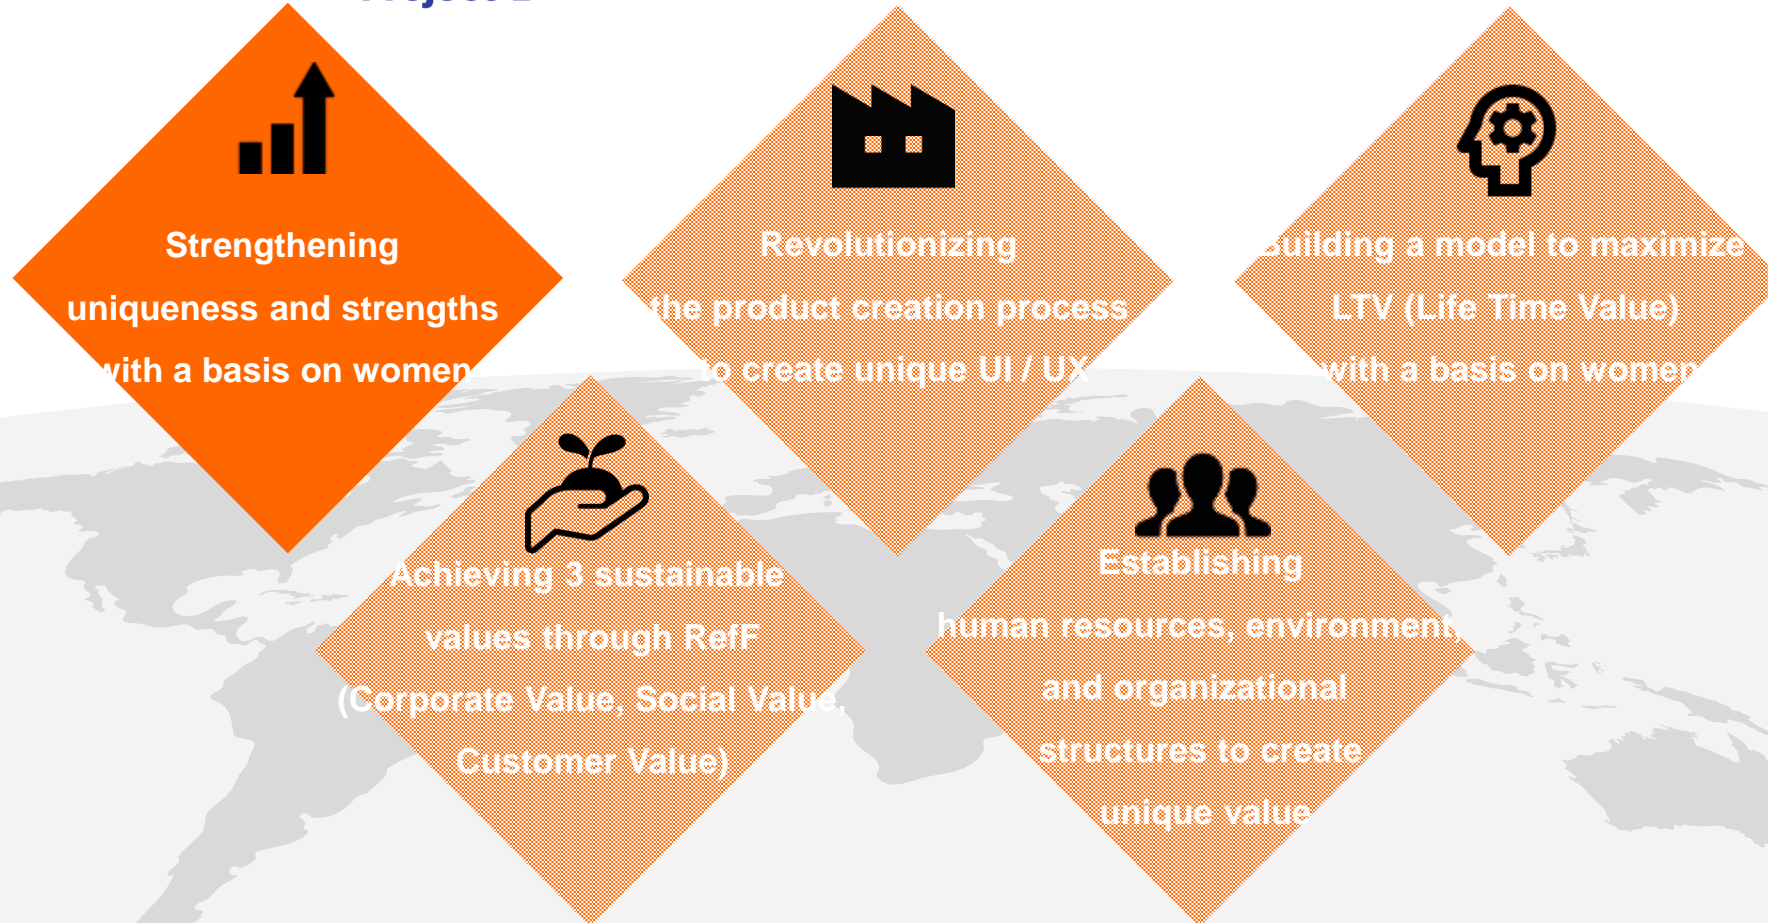 Strengthening
uniqueness and strengths
with a basis on women
Revolutionizing
the product creation process
to create unique UI / UX
Building a model to maximize
LTV (Life Time Value)
with a basis on women
Achieving 3 sustainable
values through RefF
(Corporate Value, Social Value,
Customer Value)
Establishing
human resources, environment,
and organizational
structures to create
unique value